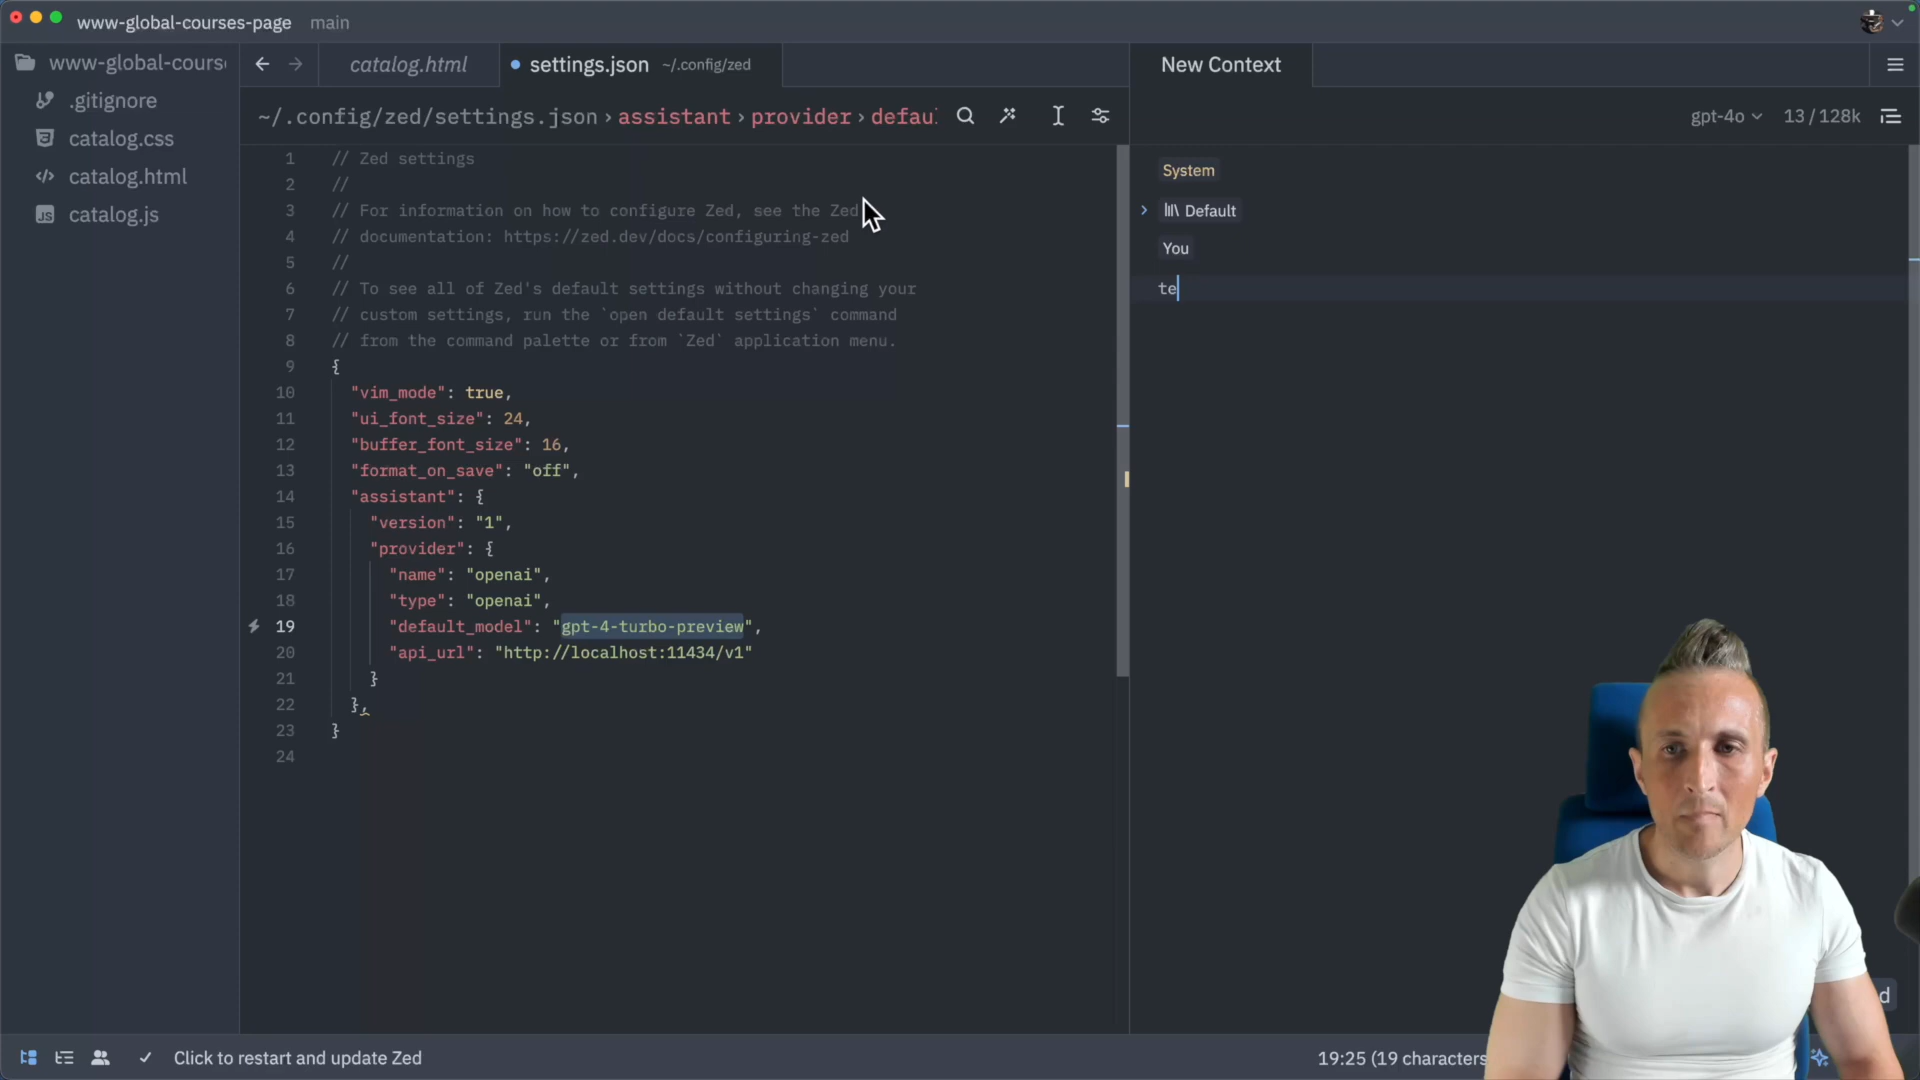 www-global-courses-page main
www-global-cours
.gitignore
catalog.css
catalog.html
catalog.js
catalog.html
settings.json ~/.config/zed
~/.config/zed/settings.json › assistant › provider › defau
1 // Zed settings
2 //
3 // For information on how to configure Zed, see the Zed
4 // documentation: https://zed.dev/docs/configuring-zed
5 //
6 // To see all of Zed's default settings without changing your
7 // custom settings, run the `open default settings` command
8 // from the command palette or from `Zed` application menu.
9 {
10 "vim_mode": true,
11 "ui_font_size": 24,
12 "buffer_font_size": 16,
13 "format_on_save": "off",
14 "assistant": {
15 "version": "1",
16 "provider": {
17 "name": "openai",
18 "type": "openai",
19 "default_model": "gpt-4-turbo-preview",
20 "api_url": "http://localhost:11434/v1"
21 }
22 },
23 }
24
New Context
gpt-4o 13/128k
System
Default
You
te
d
Click to restart and update Zed
19:25 (19 characters